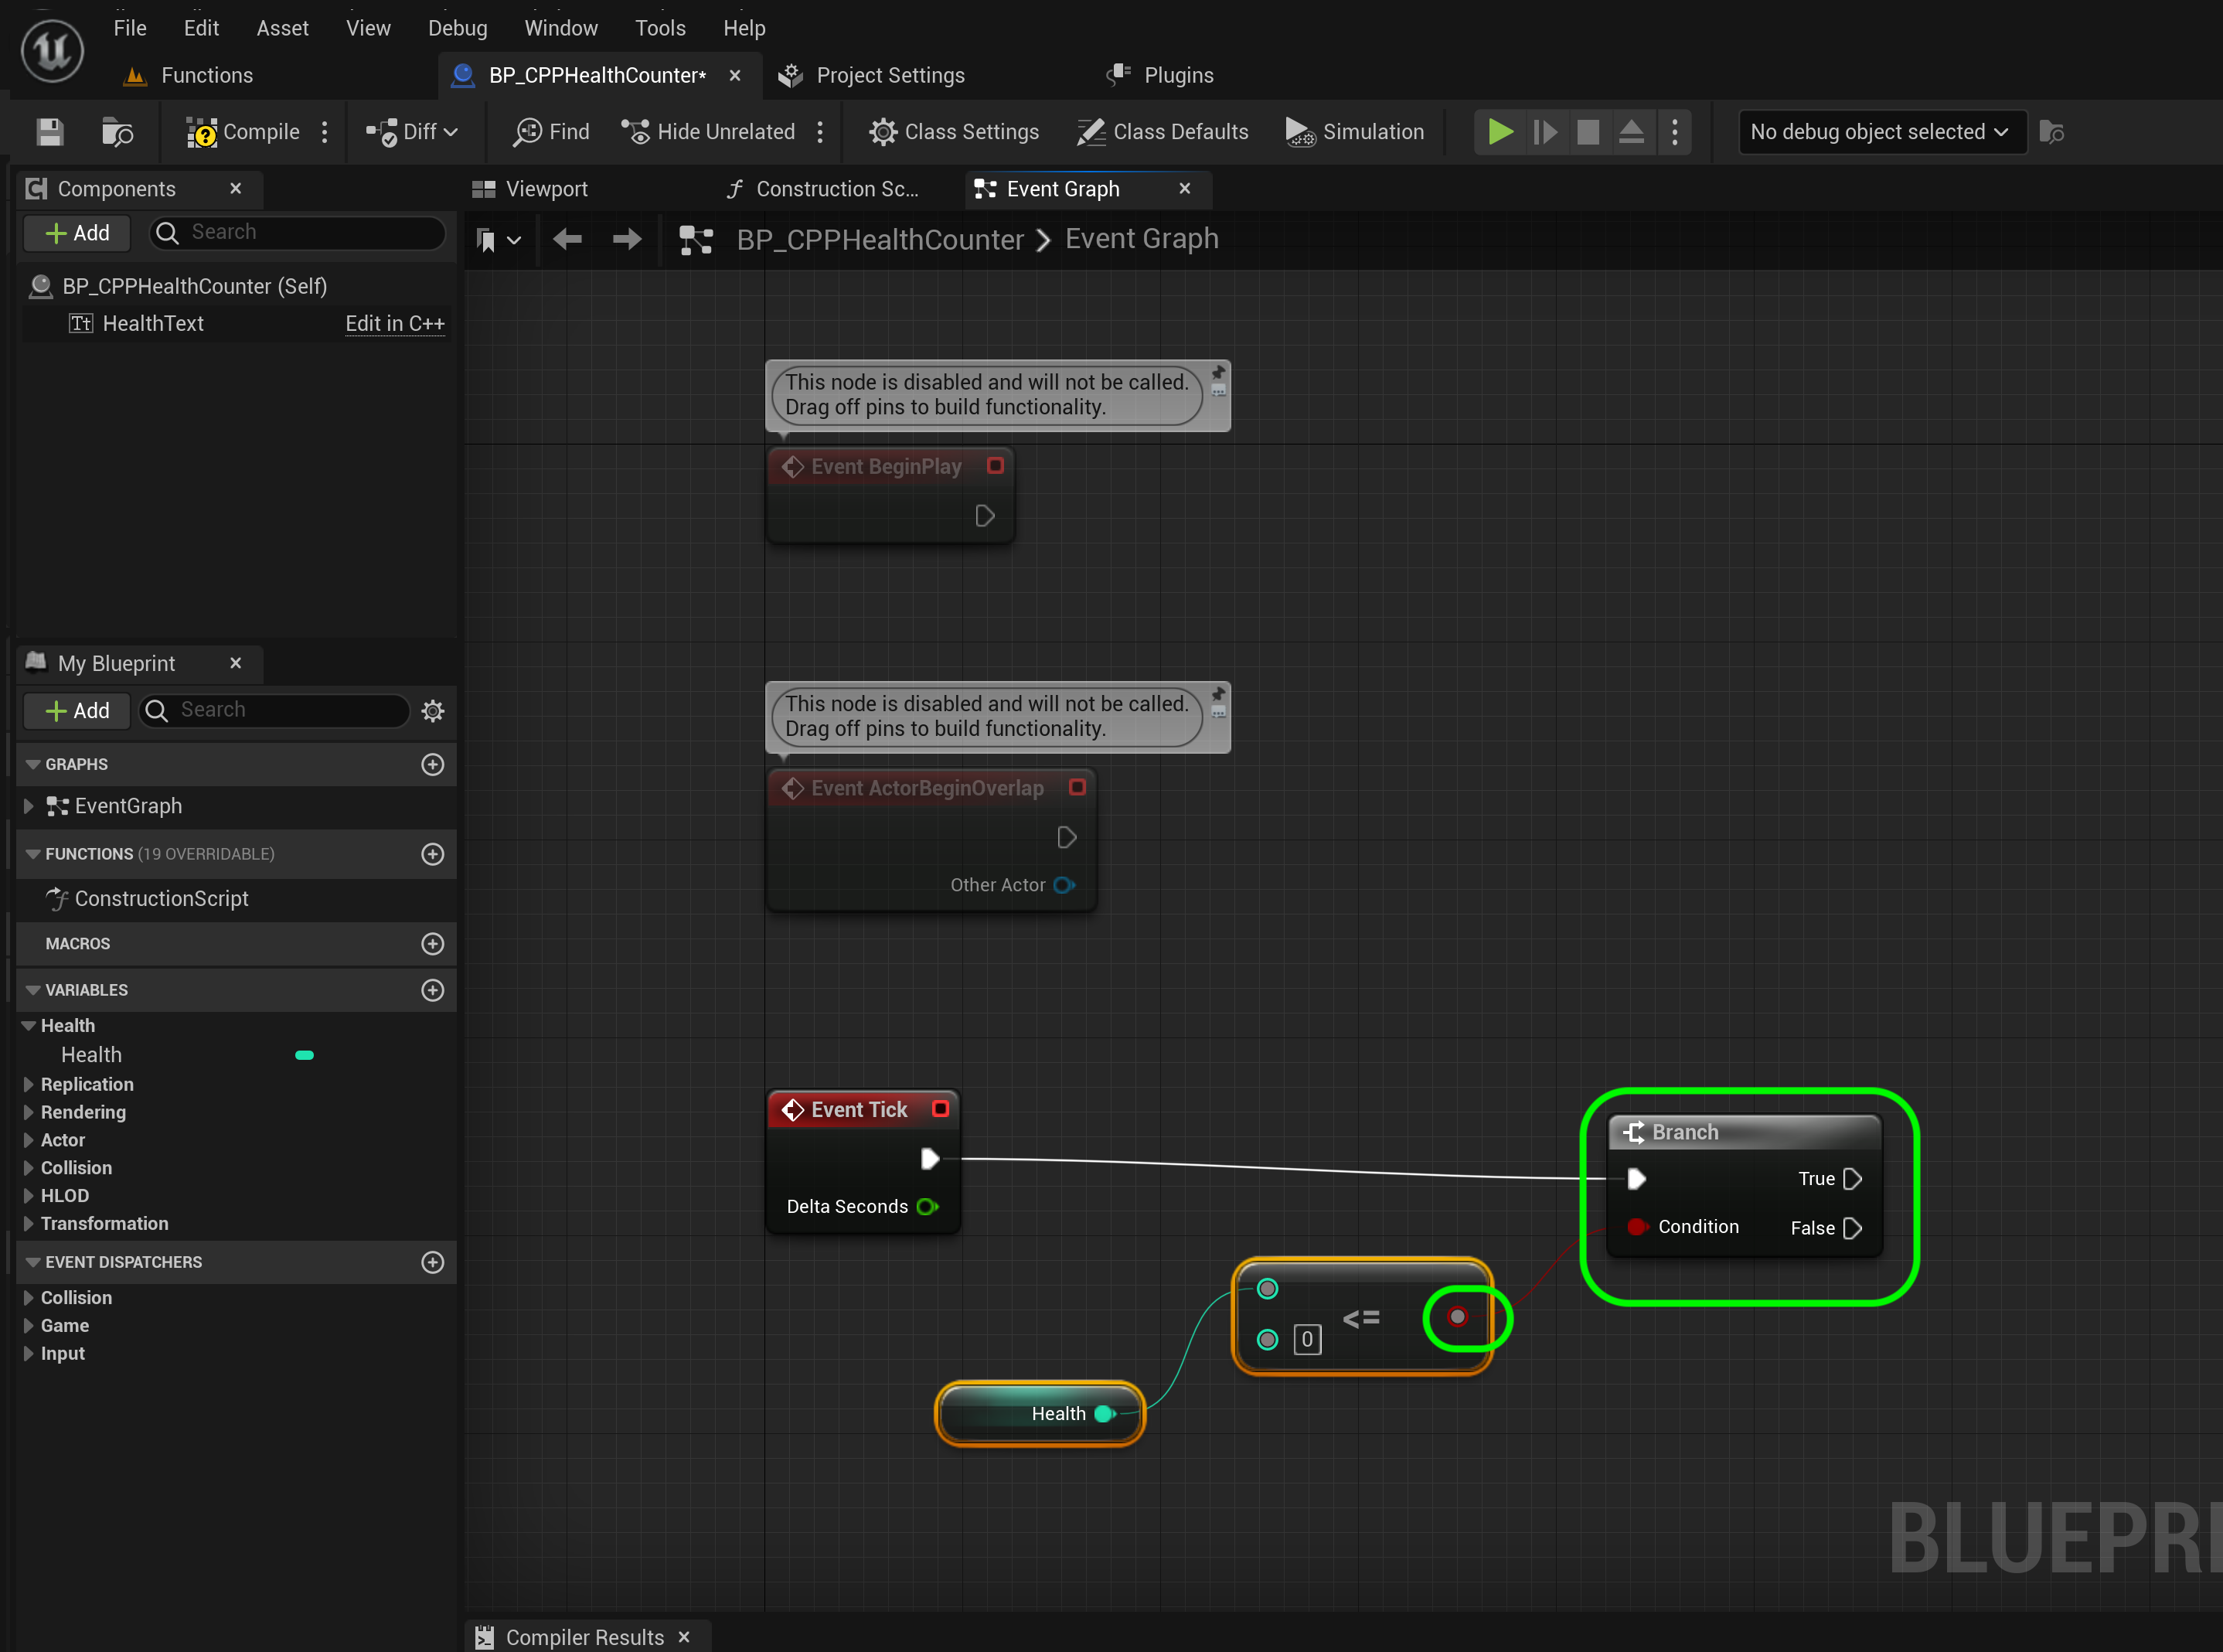 File Edit Asset View Debug Window Tools Help
Functions BP_CPPHealthCounter* Project Settings Plugins
Compile Diff Find Hide Unrelated Class Settings Class Defaults Simulation No debug object selected
Components Viewport Construction Sc... Event Graph
Add Search
BP_CPPHealthCounter > Event Graph
BP_CPPHealthCounter (Self)
HealthText Edit in C++
This node is disabled and will not be called.
Drag off pins to build functionality.
Event BeginPlay
My Blueprint
Add Search
This node is disabled and will not be called.
Drag off pins to build functionality.
GRAPHS
EventGraph
Event ActorBeginOverlap
FUNCTIONS (19 OVERRIDABLE)
ConstructionScript
Other Actor
MACROS
VARIABLES
Health
Health
Replication
Rendering
Actor
Collision
HLOD
Transformation
EVENT DISPATCHERS
Collision
Game
Input
Event Tick
Delta Seconds
Branch
True
Condition False
<=
0
Health
BLUEPRI
Compiler Results